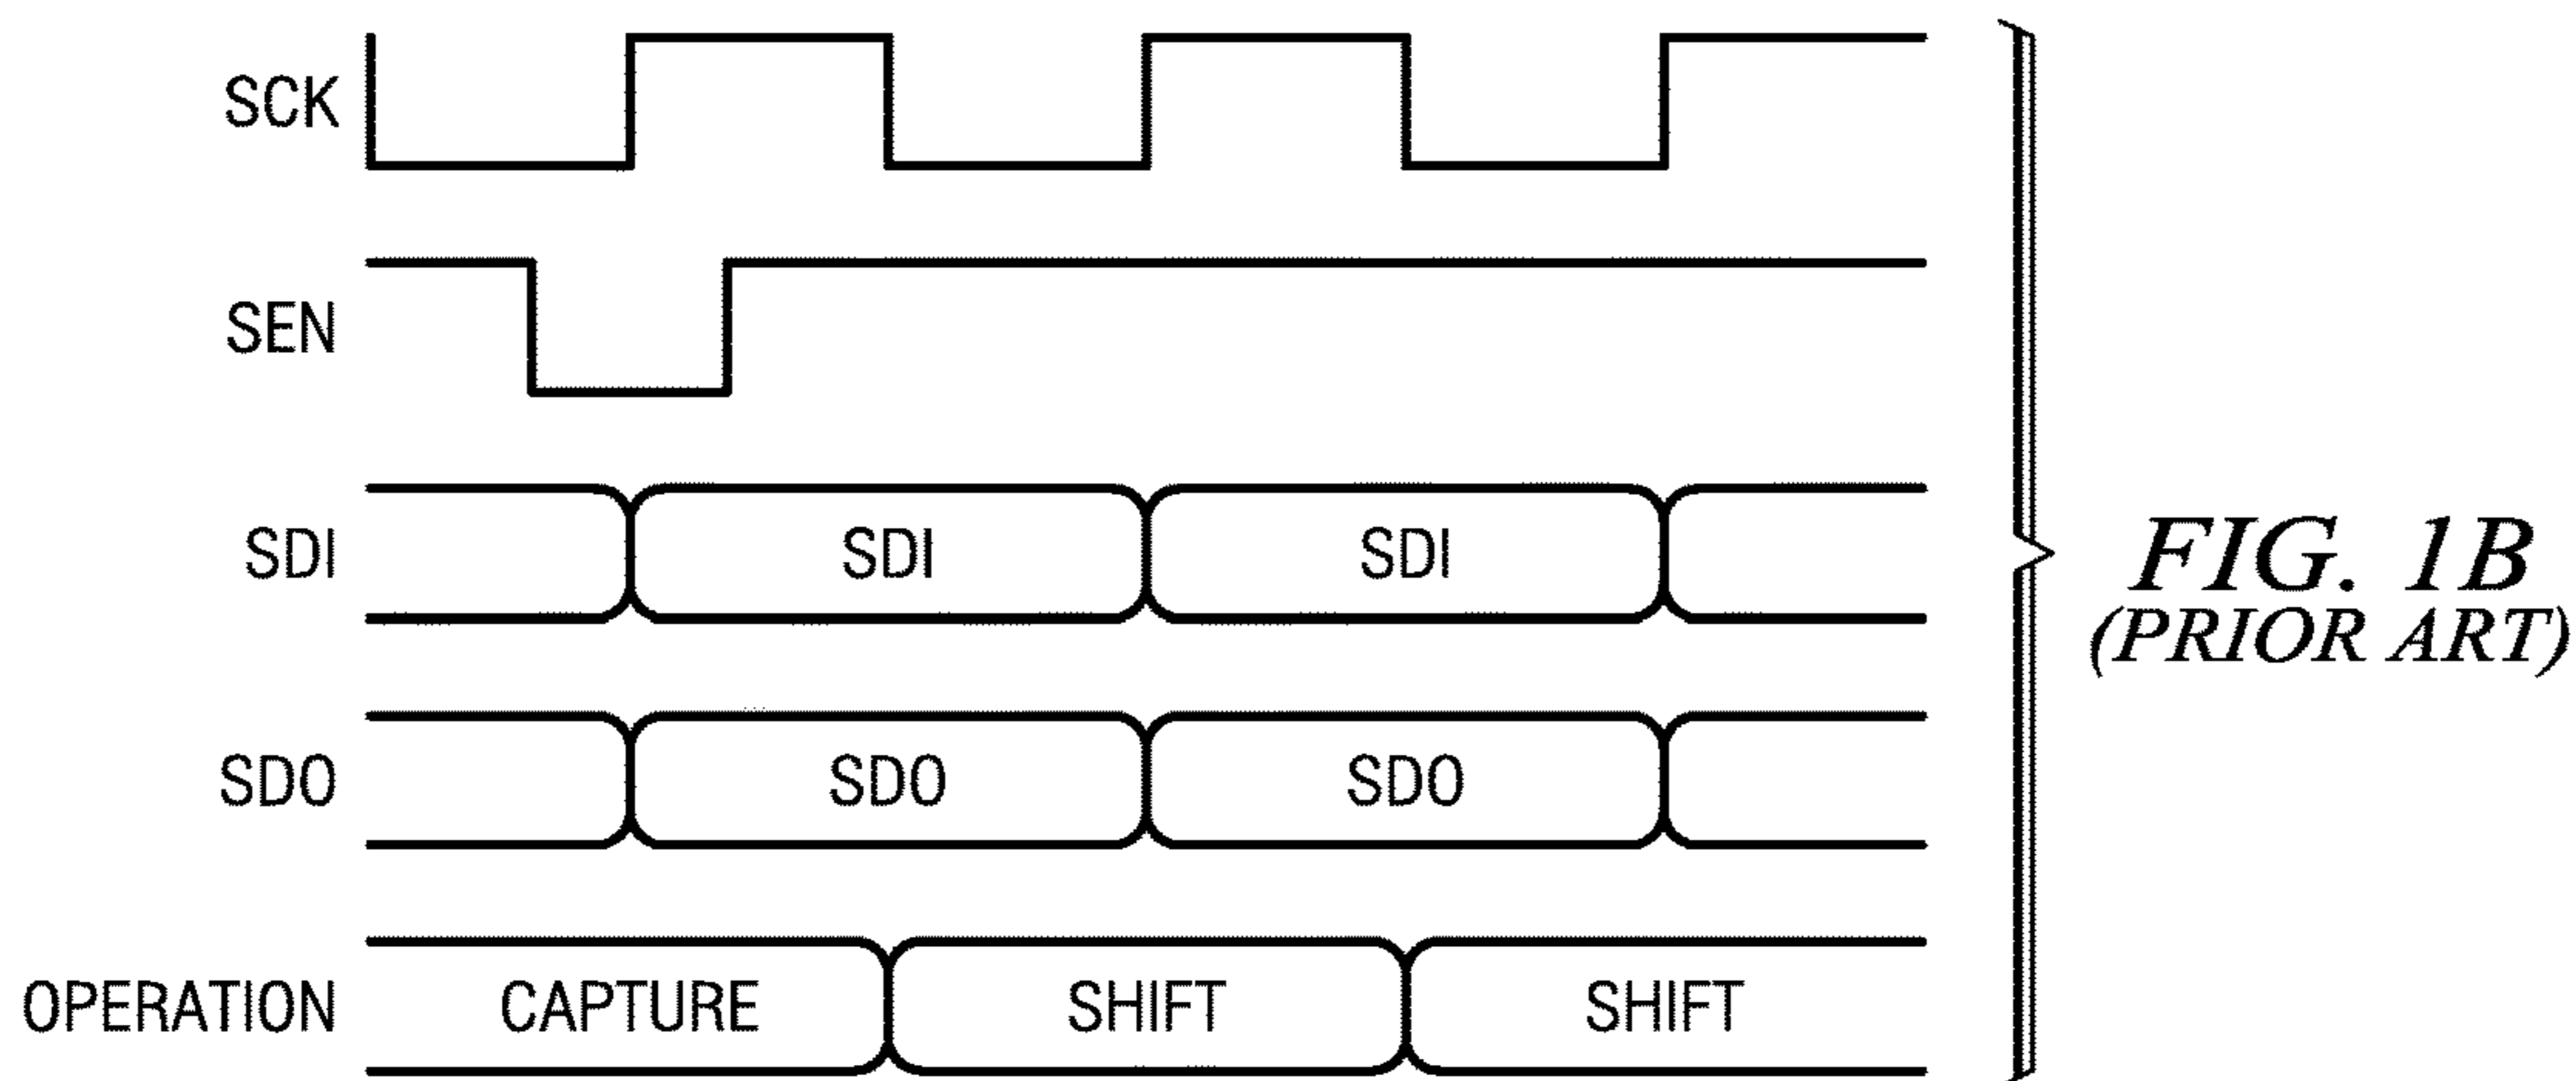 SCK
SEN
SDI SDI SDI
SDO SDO SDO
OPERATION CAPTURE SHIFT SHIFT
FIG. 1B
(PRIOR ART)